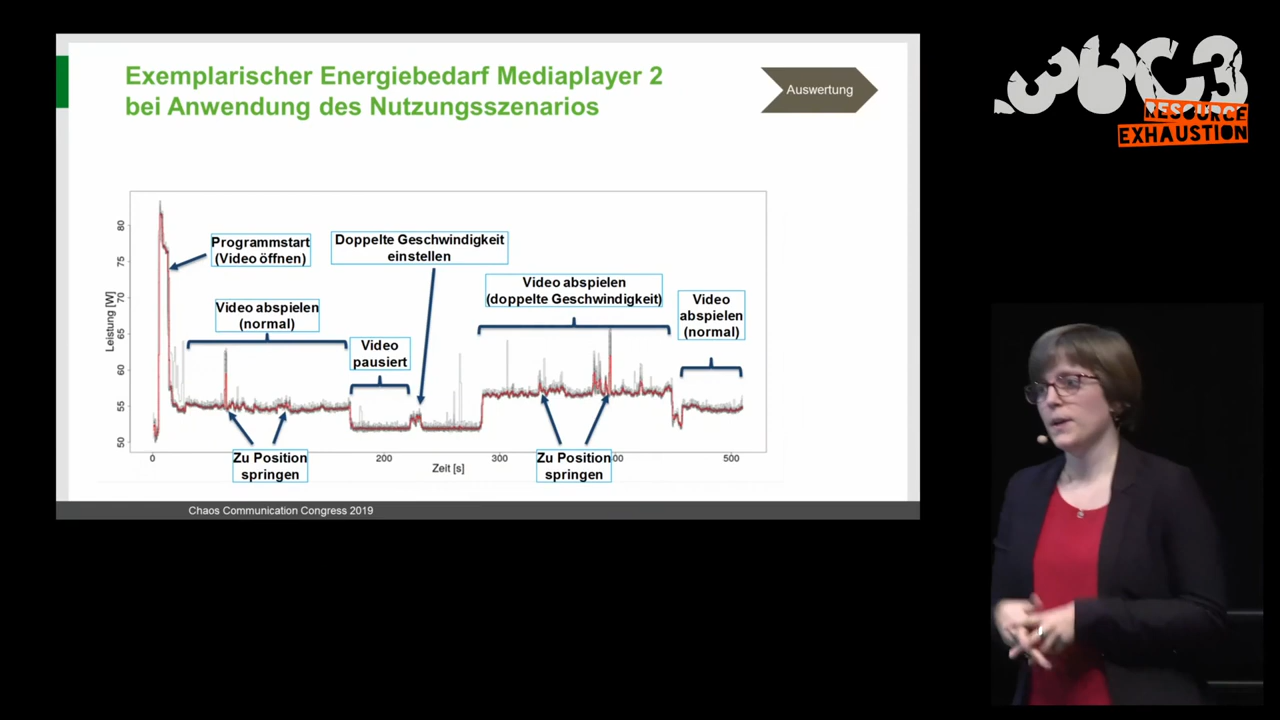 Exemplarischer Energiebedarf Mediaplayer 2
bei Anwendung des Nutzungsszenarios
Auswertung
36C3
RESOURCE
EXHAUSTION
Programmstart
(Video öffnen)
Doppelte Geschwindigkeit
einstellen
Video abspielen
(normal)
Video
pausiert
Video abspielen
(doppelte Geschwindigkeit)
Video
abspielen
(normal)
Zu Position
springen
Zu Position
springen
Leistung [W]
80
75
70
65
60
55
50
0
200
300
500
Zeit [s]
Chaos Communication Congress 2019